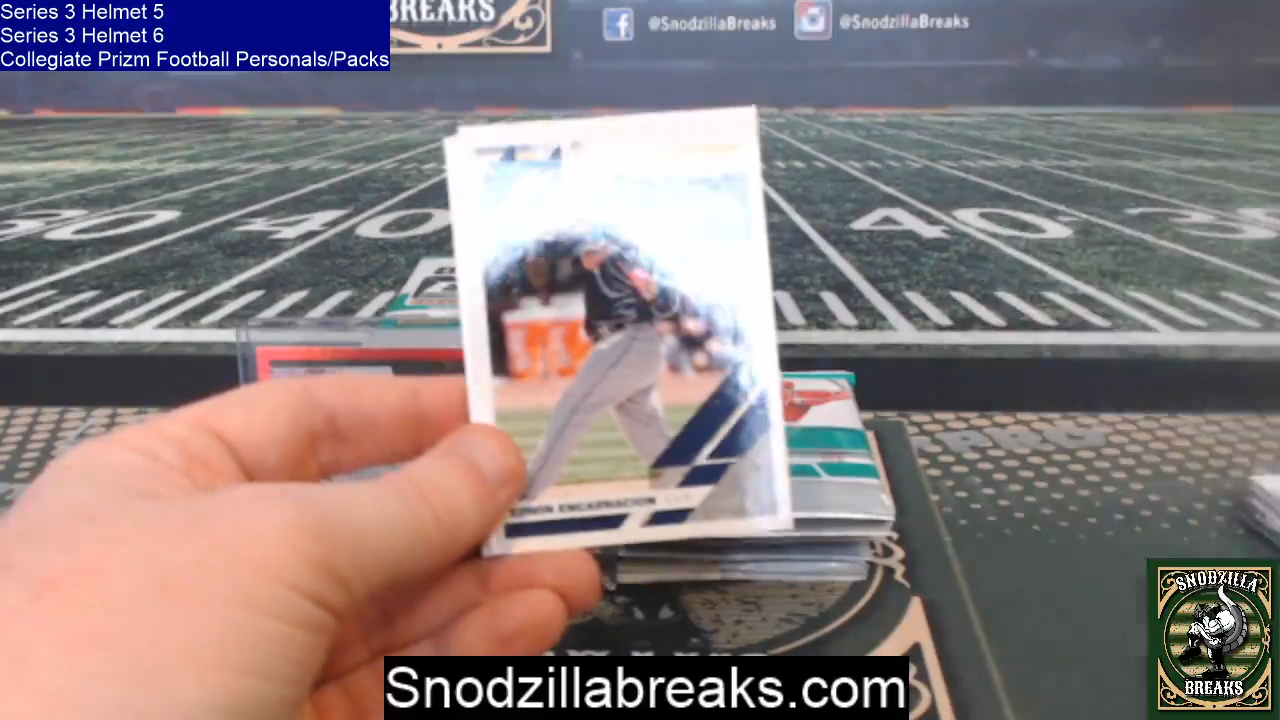 Series 3 Helmet 5
Series 3 Helmet 6
Collegiate Prizm Football Personals/Packs
BREAKS
@SnodzillaBreaks
@SnodzillaBreaks
30 40 40 30
PRG
ENCARNACION
Snodzillabreaks.com
SNODZILLA
BREAKS